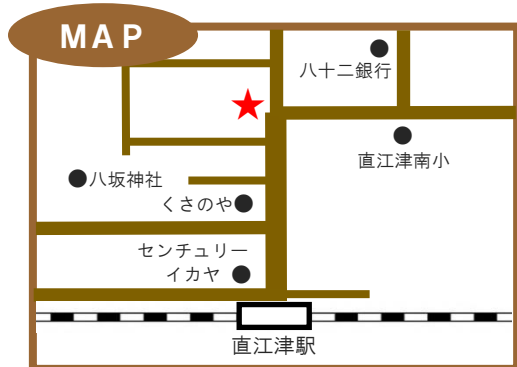 MAP
八十二銀行
直江津南小
八坂神社
くさのや
センチュリー
イカヤ
直江津駅